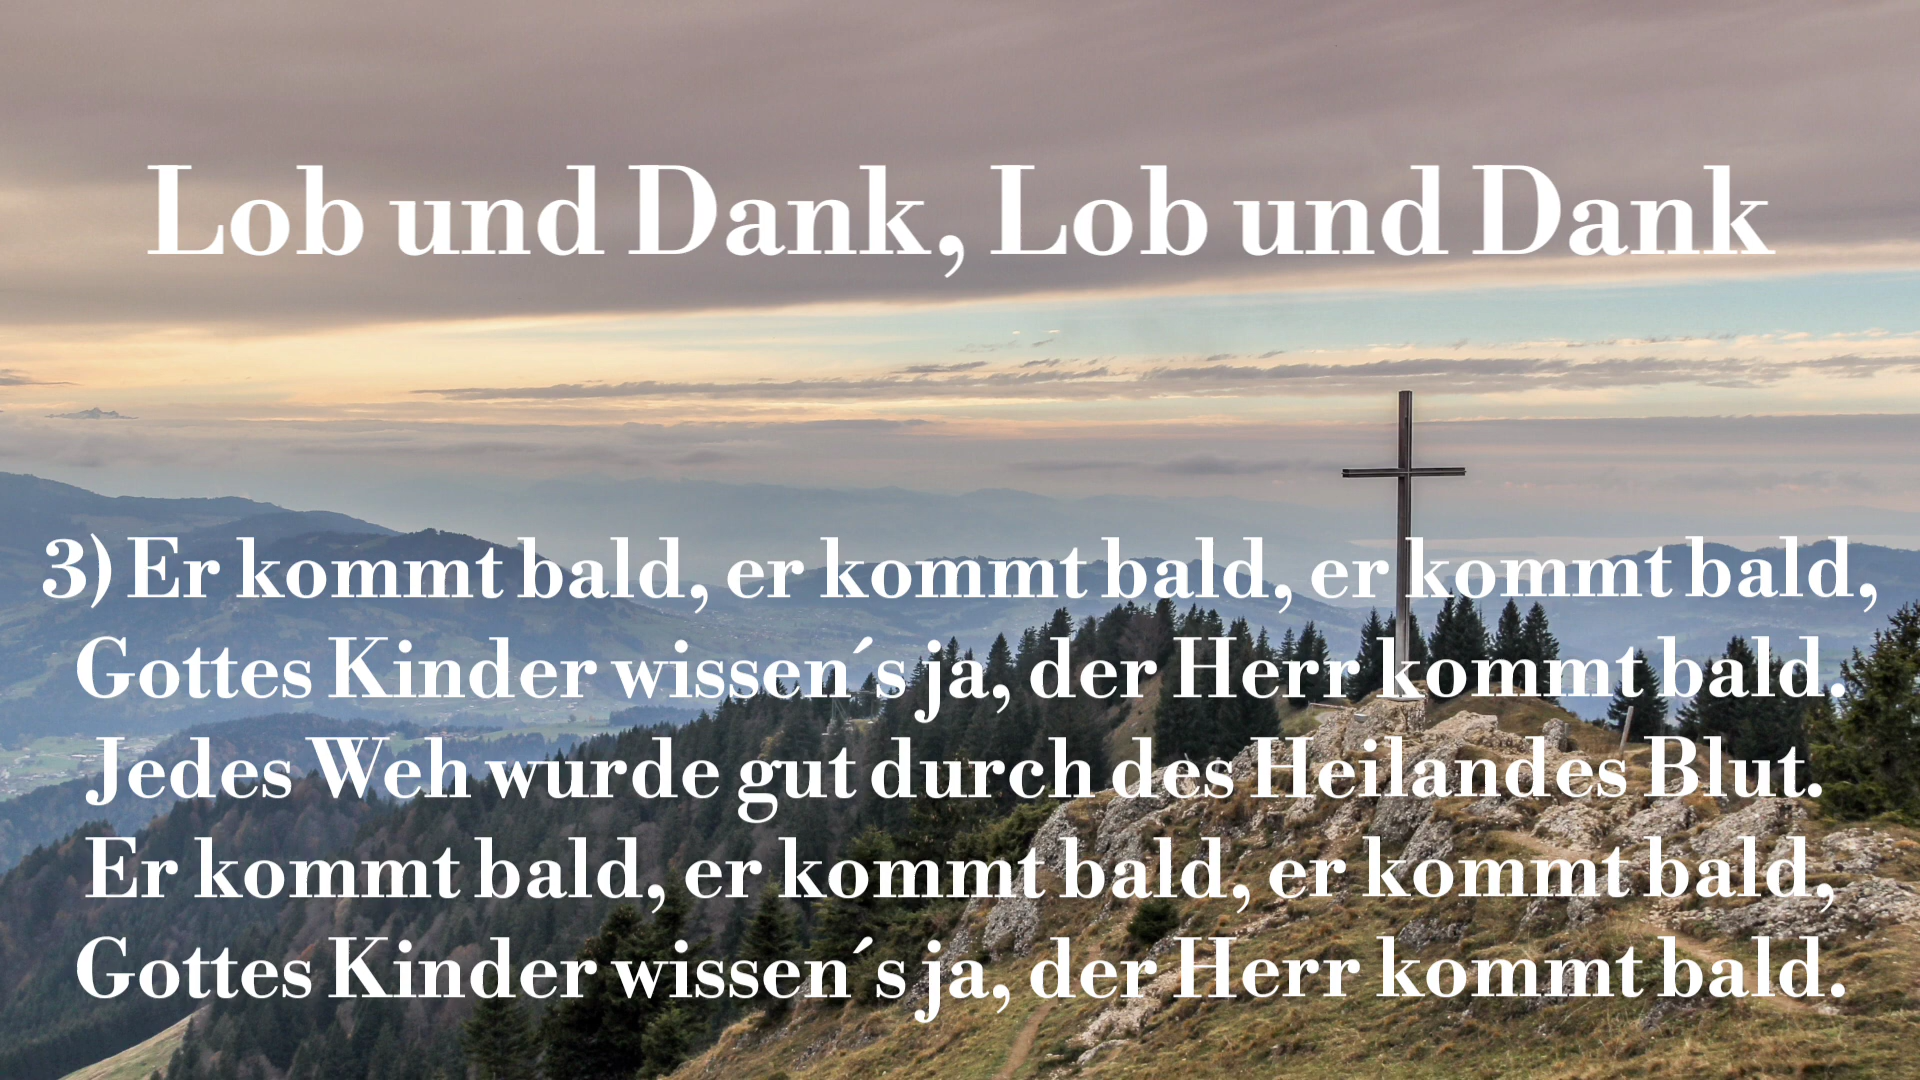 Lob und Dank, Lob und Dank
3) Er kommt bald, er kommt bald, er kommt bald,
Gottes Kinder wissen´s ja, der Herr kommt bald.
Jedes Weh wurde gut durch des Heilandes Blut.
Er kommt bald, er kommt bald, er kommt bald,
Gottes Kinder wissen´s ja, der Herr kommt bald.